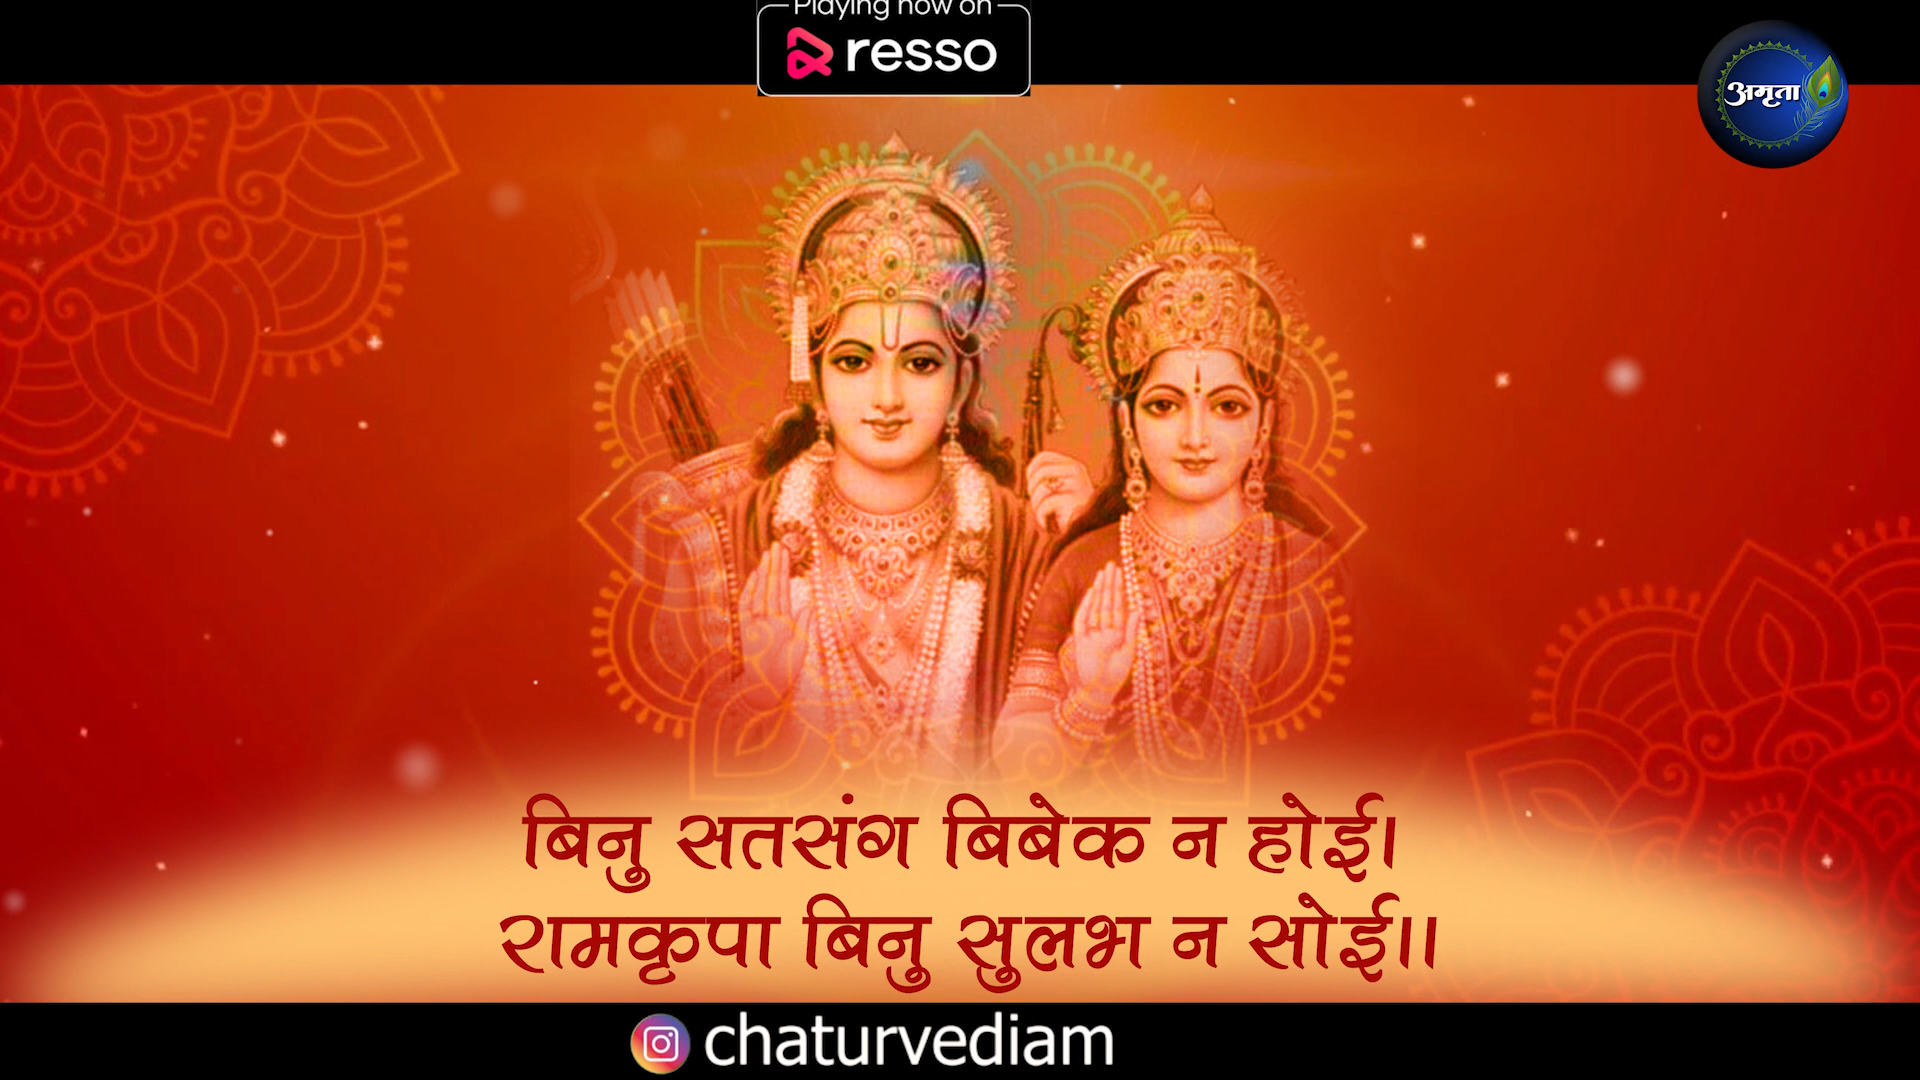 Playing now on
resso
अमृता
बिनु सतसंग बिबेक न होई।
रामकृपा बिनु सुलभ न सोई।।
chaturvediam